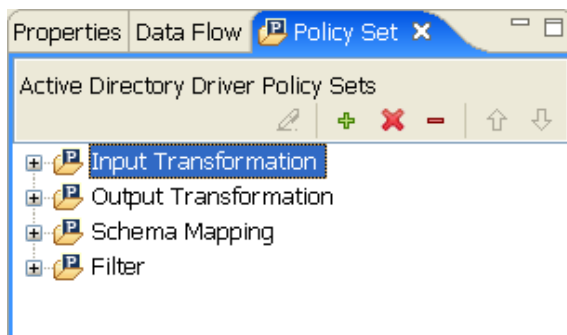 Properties Data Flow Policy Set
Active Directory Driver Policy Sets
Input Transformation
Output Transformation
Schema Mapping
Filter